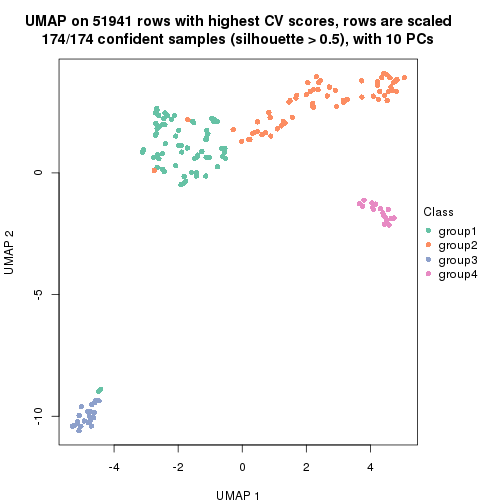 UMAP on 51941 rows with highest CV scores, rows are scaled
174/174 confident samples (silhouette > 0.5), with 10 PCs
0
-5
-10
UMAP 2
-4
-2
0
2
4
UMAP 1
Class
group1
group2
group3
group4